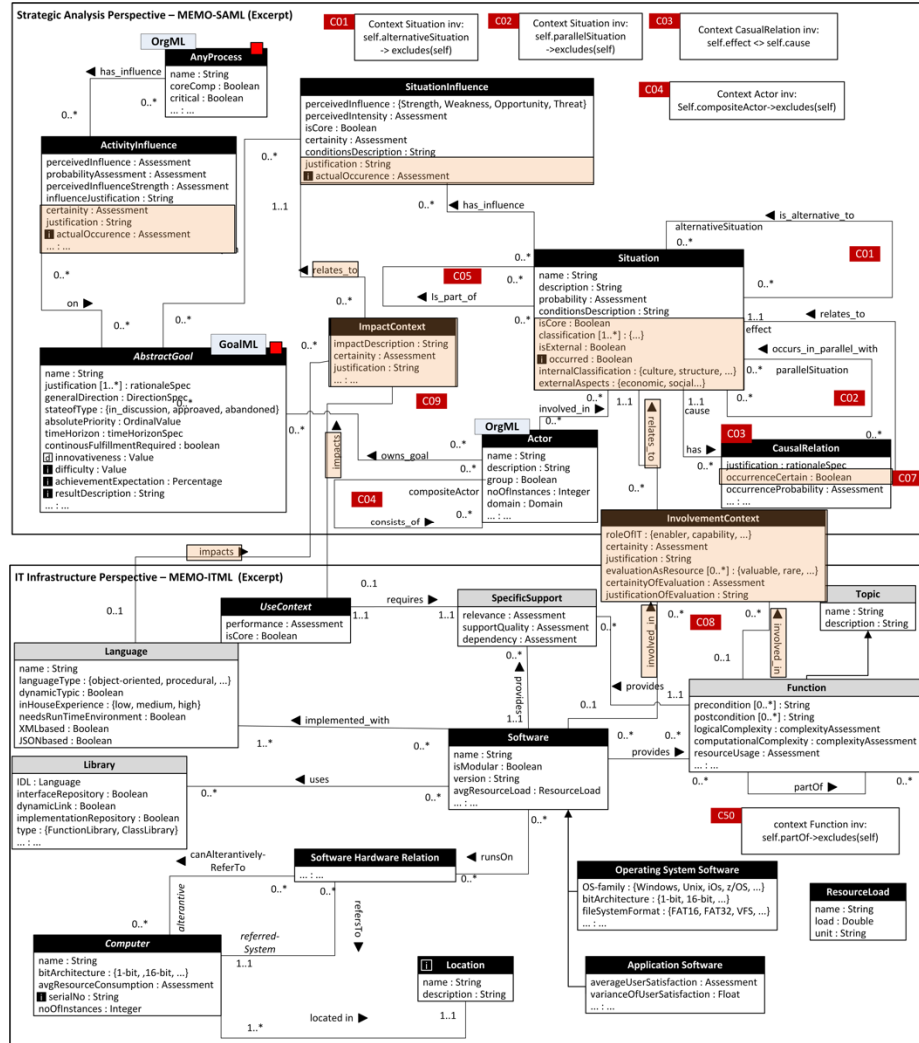 Strategic Analysis Perspective – MEMO-SAML (Excerpt)
C01
Context Situation inv:
self.alternativeSituation
-> excludes(self)
C02
Context Situation inv:
self.parallelSituation
->excludes(self)
C03
Context CasualRelation inv:
self.effect <> self.cause
C04
Context Actor inv:
Self.compositeActor->excludes(self)
OrgML
AnyProcess
name : String
coreComp : Boolean
critical : Boolean
... : ...
has_influence
0..*
0..*
ActivityInfluence
perceivedInfluence : Assessment
probabilityAssessment : Assessment
perceivedInfluenceStrength : Assessment
influenceJustification : String
certainity : Assessment
justification : String
i actualOccurence : Assessment
... : ...
0..*
on
0..*
0..*
0..*
SituationInfluence
perceivedInfluence : {Strength, Weakness, Opportunity, Threat}
perceivedIntensity : Assessment
isCore : Boolean
certainty : Assessment
conditionsDescription : String
justification : String
i actualOccurence : Assessment
1..1
0..*
has_influence
0..*
relates_to
0..*
is_alternative_to
alternativeSituation
0..*
0..*
C01
C05
Is_part_of
0..*
0..*
Situation
name : String
description : String
probability : Assessment
conditionsDescription : String
isCore : Boolean
classification [1..*] : {...}
isExternal : Boolean
i occurred : Boolean
internalClassification : {culture, structure, ...}
externalAspects : {economic, social...}
1..1
effect
relates_to
occurs_in_parallel_with
0..*
parallelSituation
0..*
C02
ImpactContext
impactDescription : String
certainty : Assessment
justification : String
... : ...
C09
GoalML
AbstractGoal
name : String
justification [1..*] : rationaleSpec
generalDirection : DirectionSpec
0..*
stateofType : {in_discussion, approaved, abandoned}
absolutePriority : OrdinalValue
timeHorizon : timeHorizonSpec
continousFulfillmentRequired : boolean
d innovativeness : Value
i difficulty : Value
i achievementExpectation : Percentage
i resultDescription : String
... : ...
0..*
owns_goal
0..*
impacts
C04
compositeActor
0..*
consists_of
0..*
involved_in
0..*
0..*
OrgML
Actor
name : String
description : String
group : Boolean
noOfInstances : Integer
domain : Domain
... : ...
1..1
relates_to
0..*
1..1
cause
has
0..*
0..*
C03
CausalRelation
justification : rationaleSpec
occurrenceCertain : Boolean
occurrenceProbability : Assessment
... : ...
C07
InvolvementContext
roleOfIT : {enabler, capability, ...}
certainty : Assessment
justification : String
evaluationAsResource [0..*] : {valuable, rare, ...}
certainityOfEvaluation : Assessment
justificationOfEvaluation : String
impacts
IT Infrastructure Perspective – MEMO-ITML (Excerpt)
0..1
0..1
UseContext
performance : Assessment
isCore : Boolean
requires
1..1
1..1
SpecificSupport
relevance : Assessment
supportQuality : Assessment
dependency : Assessment
0..*
0..*
provides
1..1
0..*
involved_in
0..1
0..*
C08
0..1
involved_in
provides
1..1
Topic
name : String
description : String
Language
name : String
languageType : {object-oriented, procedural, ...}
dynamicTypic : Boolean
inHouseExperience : {low, medium, high}
needsRunTimeEnvironment : Boolean
XMLbased : Boolean
JSONbased : Boolean
implemented_with
1..*
0..*
Software
name : String
isModular : Boolean
version : String
avgResourceLoad : ResourceLoad
... : ...
0..*
0..*
provides
Function
precondition [0..*] : String
postcondition [0..*] : String
logicalComplexity : complexityAssessment
computationalComplexity : complexityAssessment
resourceUsage : Assessment
... : ...
0..*
partOf
0..*
Library
IDL : Language
interfaceRepository : Boolean
dynamicLink : Boolean
implementationRepository : Boolean
type : {FunctionLibrary, ClassLibrary}
... : ...
uses
0..*
0..*
0..*
C50
context Function inv:
self.partOf->excludes(self)
canAlterantively-
ReferTo
Software Hardware Relation
... : ...
runsOn
0..*
0..*
0..*
alterantive
0..*
referred-
System
1..1
refersTo
Operating System Software
OS-family : {Windows, Unix, iOs, z/OS, ...}
bitArchitecture : {1-bit, 16-bit, ...}
fileSystemFormat : {FAT16, FAT32, VFS, ...}
... : ...
ResourceLoad
name : String
load : Double
unit : String
Computer
name : String
bitArchitecture : {1-bit, ,16-bit, ...}
avgResourceConsumption : Assessment
i serialNo : String
noOfInstances : Integer
i Location
name : String
description : String
1..*
located in
1..1
Application Software
averageUserSatisfaction : Assessment
varianceOfUserSatisfaction : Float
... : ...